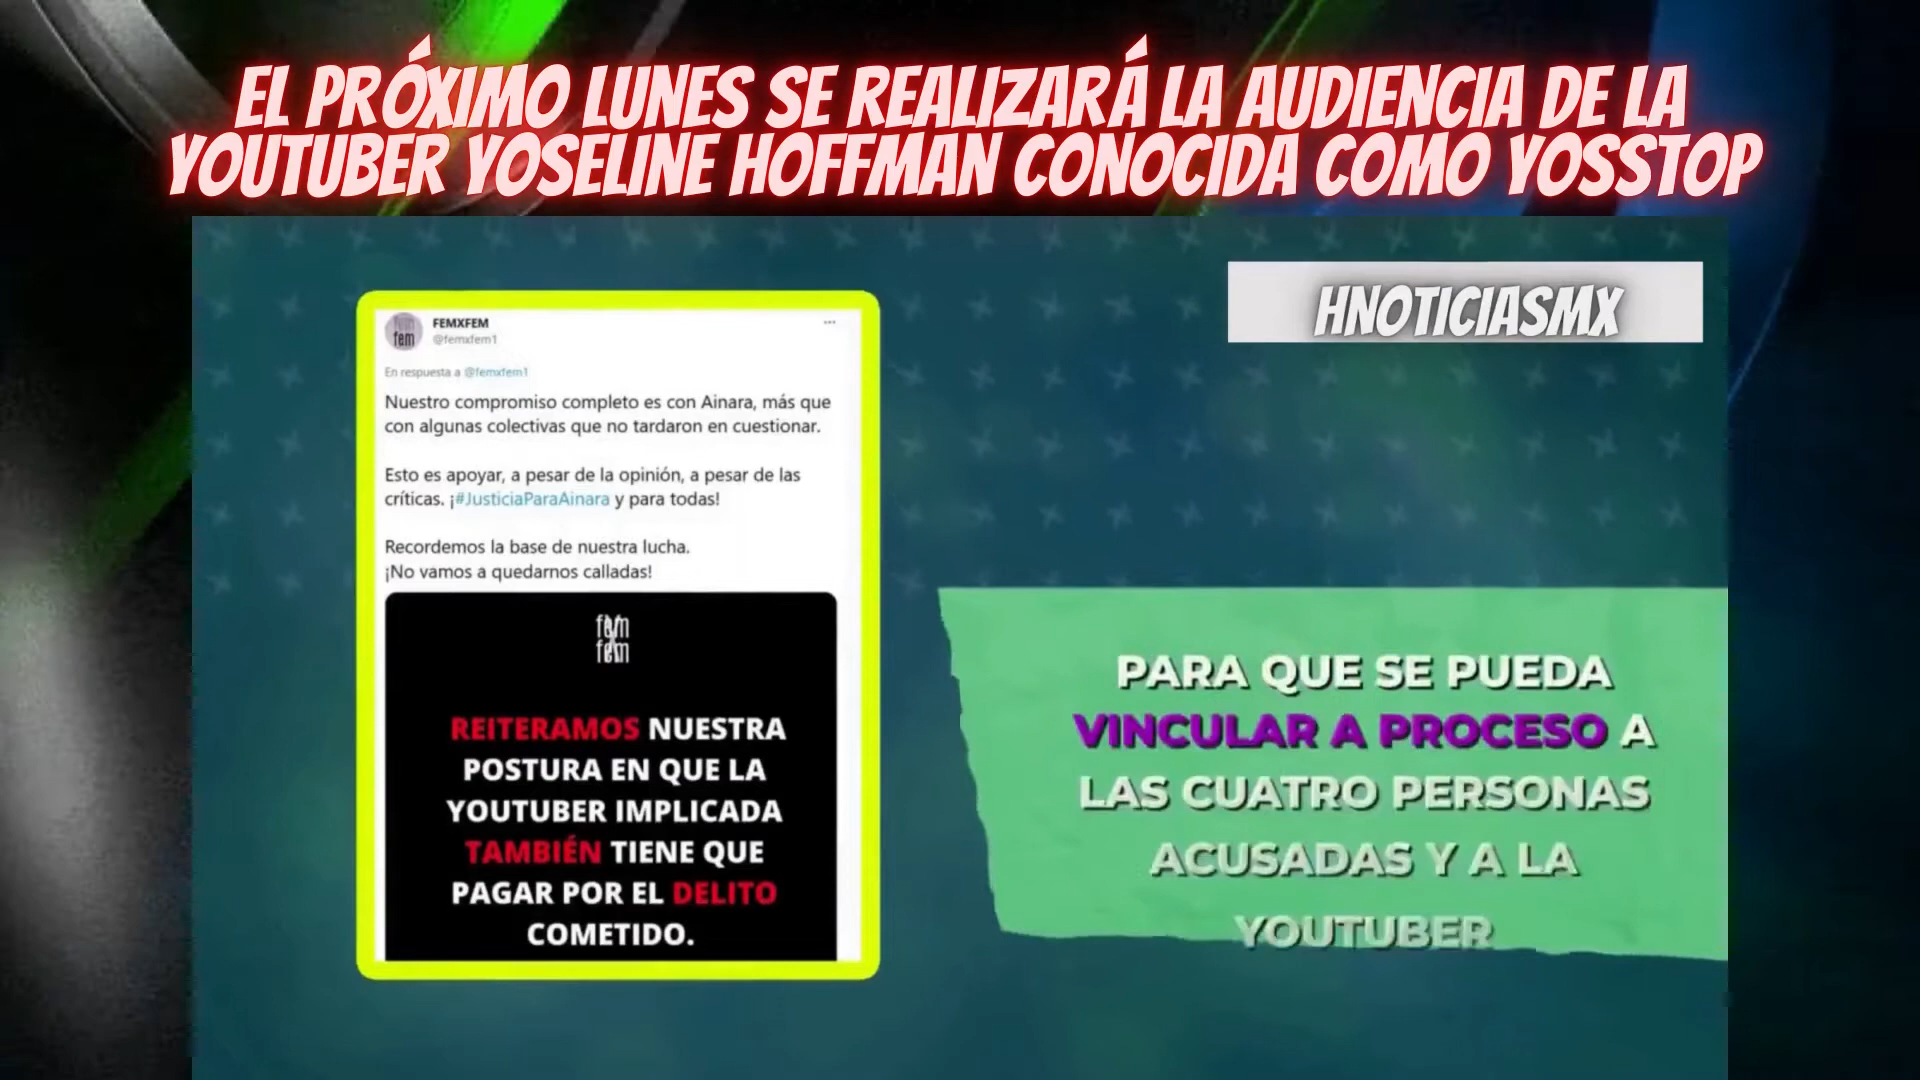 EL PRÓXIMO LUNES SE REALIZARÁ LA AUDIENCIA DE LA
YOUTUBER YOSELINE HOFFMAN CONOCIDA COMO YOSSTOP
HNOTICIASMX
fem
FEMXFEM
@femxfem1
En respuesta a @femxfem1
Nuestro compromiso completo es con Ainara, más que
con algunas colectivas que no tardaron en cuestionar.
Esto es apoyar, a pesar de la opinión, a pesar de las
críticas. ¡#JusticiaParaAinara y para todas!
Recordemos la base de nuestra lucha.
¡No vamos a quedarnos calladas!
fem
fem
REITERAMOS NUESTRA
POSTURA EN QUE LA
YOUTUBER IMPLICADA
TAMBIÉN TIENE QUE
PAGAR POR EL DELITO
COMETIDO.
PARA QUE SE PUEDA
VINCULAR A PROCESO A
LAS CUATRO PERSONAS
ACUSADAS Y A LA
YOUTUBER